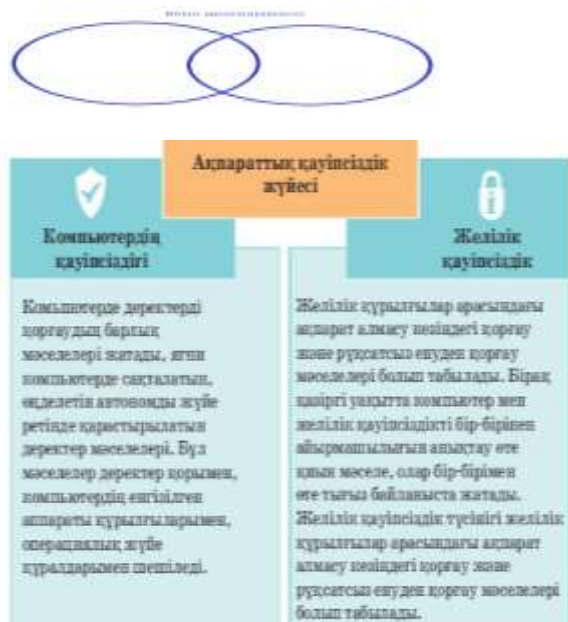 Ақпараттық қауіпсіздік
жүйесі
Компьютердің
қауіпсіздігі
Желілік
қауіпсіздік
Компьютерде деректерді
қорғаудың барлық
мәселелері жатады, яғни
компьютерде сақталатын,
өңделетін автономды жүйе
ретінде қарастырылатын
деректер мәселелері. Бұл
мәселелер деректер қорымен,
компьютердің енгізілген
аппараты құрылғыларымен,
операциялық жүйе
құралдарымен шешіледі.
Желілік құрылғылар арасындағы
ақпарат алмасу кезіндегі қорғау
және рұқсатсыз енуден қорғау
мәселелері болып табылады. Бірақ
қазіргі уақытта компьютер мен
желілік қауіпсіздікті бір-бірінен
айырмашылығын анықтау өте
қиын мәселе, олар бір-бірімен
өте тығыз байланыста жатады.
Желілік қауіпсіздік түсінігі желілік
құрылғылар арасындағы ақпарат
алмасу кезіндегі қорғау және
рұқсатсыз енуден қорғау мәселелері
болып табылады.